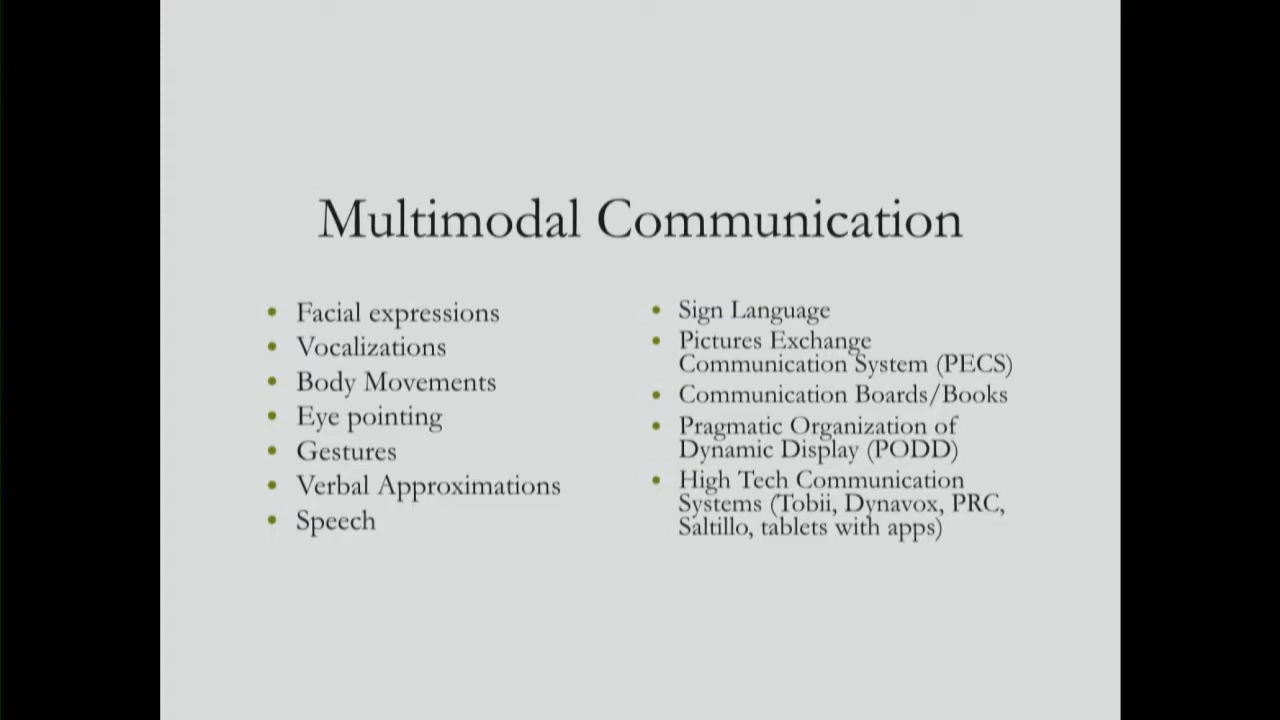 Multimodal Communication
• Facial expressions
• Vocalizations
• Body Movements
• Eye pointing
• Gestures
• Verbal Approximations
• Speech
• Sign Language
• Pictures Exchange
Communication System (PECS)
• Communication Boards/Books
• Pragmatic Organization of
Dynamic Display (PODD)
• High Tech Communication
Systems (Tobii, Dynavox, PRC,
Saltillo, tablets with apps)